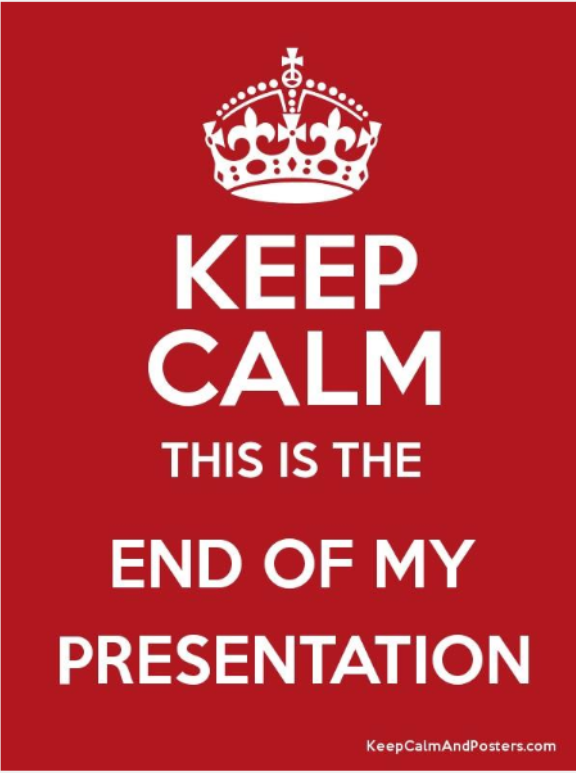 KEEP
CALM
THIS IS THE
END OF MY
PRESENTATION
KeepCalmAndPosters.com